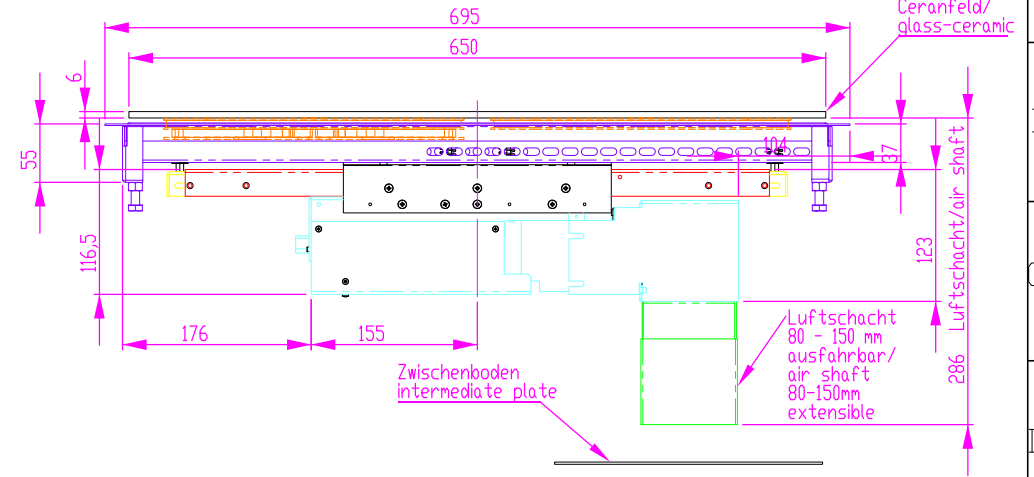 695
Ceranfeld/
glass-ceramic
650
6
55
104
37
116,5
123
286 Luftschacht/air shaft
176
155
Luftschacht
80 - 150 mm
ausfahrbar/
air shaft
80-150mm
extensible
Zwischenboden
intermediate plate